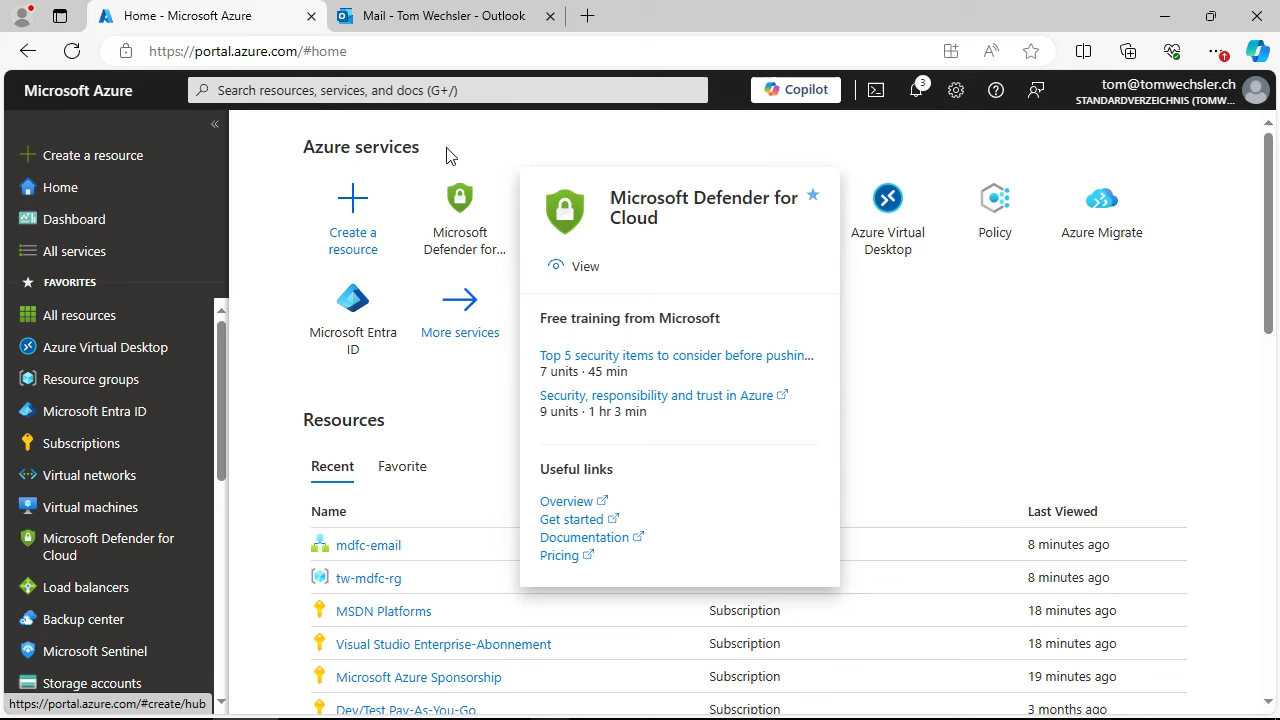 Home - Microsoft Azure
Mail - Tom Wechsler - Outlook
https://portal.azure.com/#home
Microsoft Azure
Search resources, services, and docs (G+/)
Copilot
3
tom@tomwechsler.ch
STANDARDVERZEICHNIS (TOMW...
Create a resource
Home
Dashboard
All services
FAVORITES
All resources
Azure Virtual Desktop
Resource groups
Microsoft Entra ID
Subscriptions
Virtual networks
Virtual machines
Microsoft Defender for
Cloud
Load balancers
Backup center
Microsoft Sentinel
Storage accounts
https://portal.azure.com/#create/hub
Azure services
Create a
resource
Microsoft
Defender for...
Azure Virtual
Desktop
Policy
Azure Migrate
Microsoft Entra
ID
More services
Microsoft Defender for
Cloud
View
Free training from Microsoft
Top 5 security items to consider before pushin...
7 units · 45 min
Security, responsibility and trust in Azure
9 units · 1 hr 3 min
Useful links
Overview
Get started
Documentation
Pricing
Resources
Recent
Favorite
Name
Last Viewed
mdfc-email
8 minutes ago
tw-mdfc-rg
8 minutes ago
MSDN Platforms
Subscription
18 minutes ago
Visual Studio Enterprise-Abonnement
Subscription
18 minutes ago
Microsoft Azure Sponsorship
Subscription
19 minutes ago
Dev/Test Pay-As-You-Go
Subscription
3 months ago